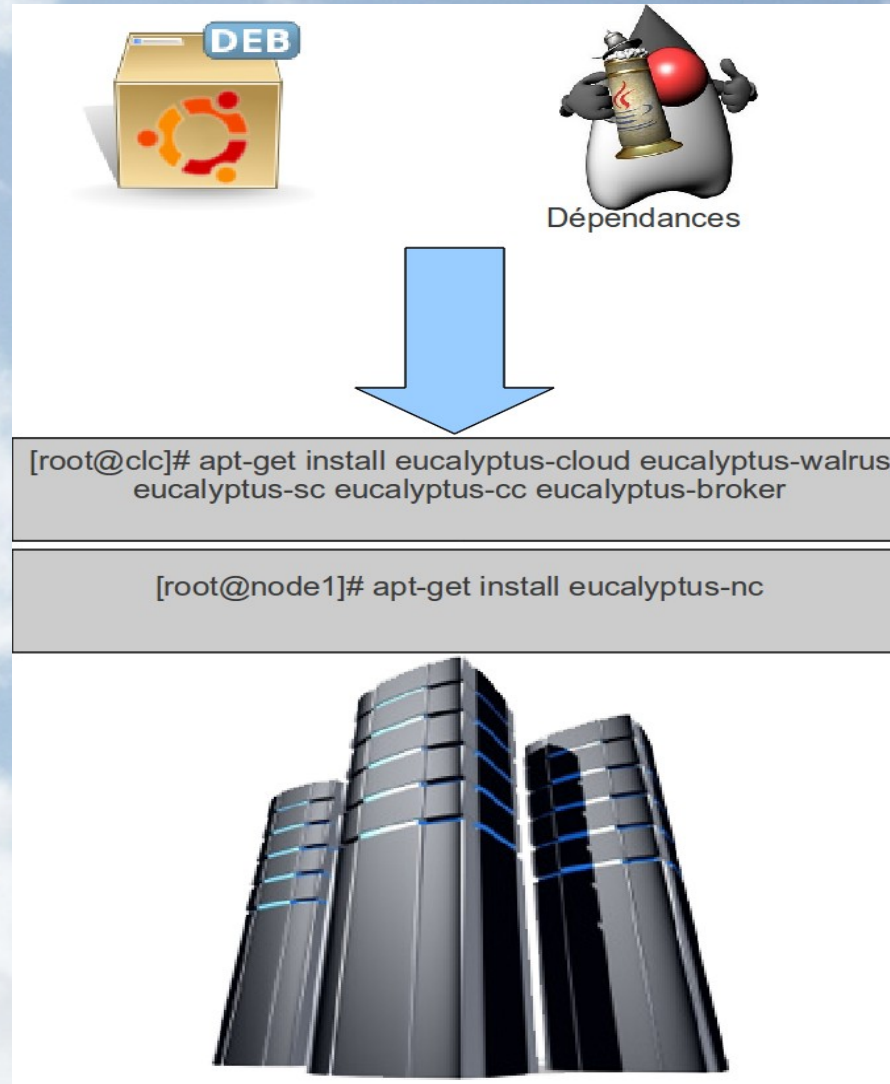 DEB
Dépendances
[root@clc]# apt-get install eucalyptus-cloud eucalyptus-walrus
eucalyptus-sc eucalyptus-cc eucalyptus-broker
[root@node1]# apt-get install eucalyptus-nc